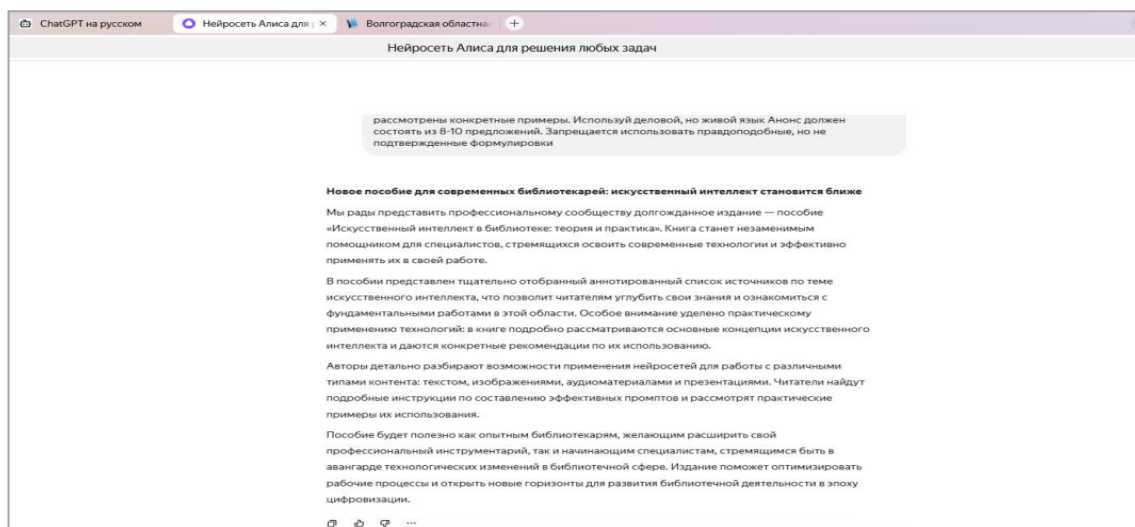 ChatGPT на русском
Нейросеть Алиса для
Волгоградская областная
Нейросеть Алиса для решения любых задач
рассмотрены конкретные примеры. Используй деловой, но живой язык Анонс должен
состоять из 8-10 предложений. Запрещается использовать правдоподобные, но не
подтвержденные формулировки
Новое пособие для современных библиотекарей: искусственный интеллект становится ближе
Мы рады представить профессиональному сообществу долгожданное издание — пособие
«Искусственный интеллект в библиотеке: теория и практика». Книга станет незаменимым
помощником для специалистов, стремящихся освоить современные технологии и эффективно
применять их в своей работе.
В пособии представлен тщательно отобранный аннотированный список источников по теме
искусственного интеллекта, что позволит читателям углубить свои знания и ознакомиться с
фундаментальными работами в этой области. Особое внимание уделено практическому
применению технологий: в книге подробно рассматриваются основные концепции искусственного
интеллекта и даются конкретные рекомендации по их использованию.
Авторы детально разбирают возможности применения нейросетей для работы с различными
типами контента: текстом, изображениями, аудиоматериалами и презентациями. Читатели найдут
подробные инструкции по составлению эффективных промптов и рассмотрят практические
примеры их использования.
Пособие будет полезно как опытным библиотекарям, желающим расширить свой
профессиональный инструментарий, так и начинающим специалистам, стремящимся быть в
авангарде технологических изменений в библиотечной сфере. Издание поможет оптимизировать
рабочие процессы и открыть новые горизонты для развития библиотечной деятельности в эпоху
цифровизации.